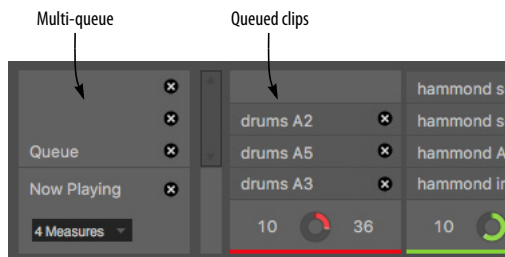 Multi-queue
Queued clips
hammond s
drums A2
hammond s
Queue
drums A5
hammond A
Now Playing
drums A3
hammond in
4 Measures
10
36
10